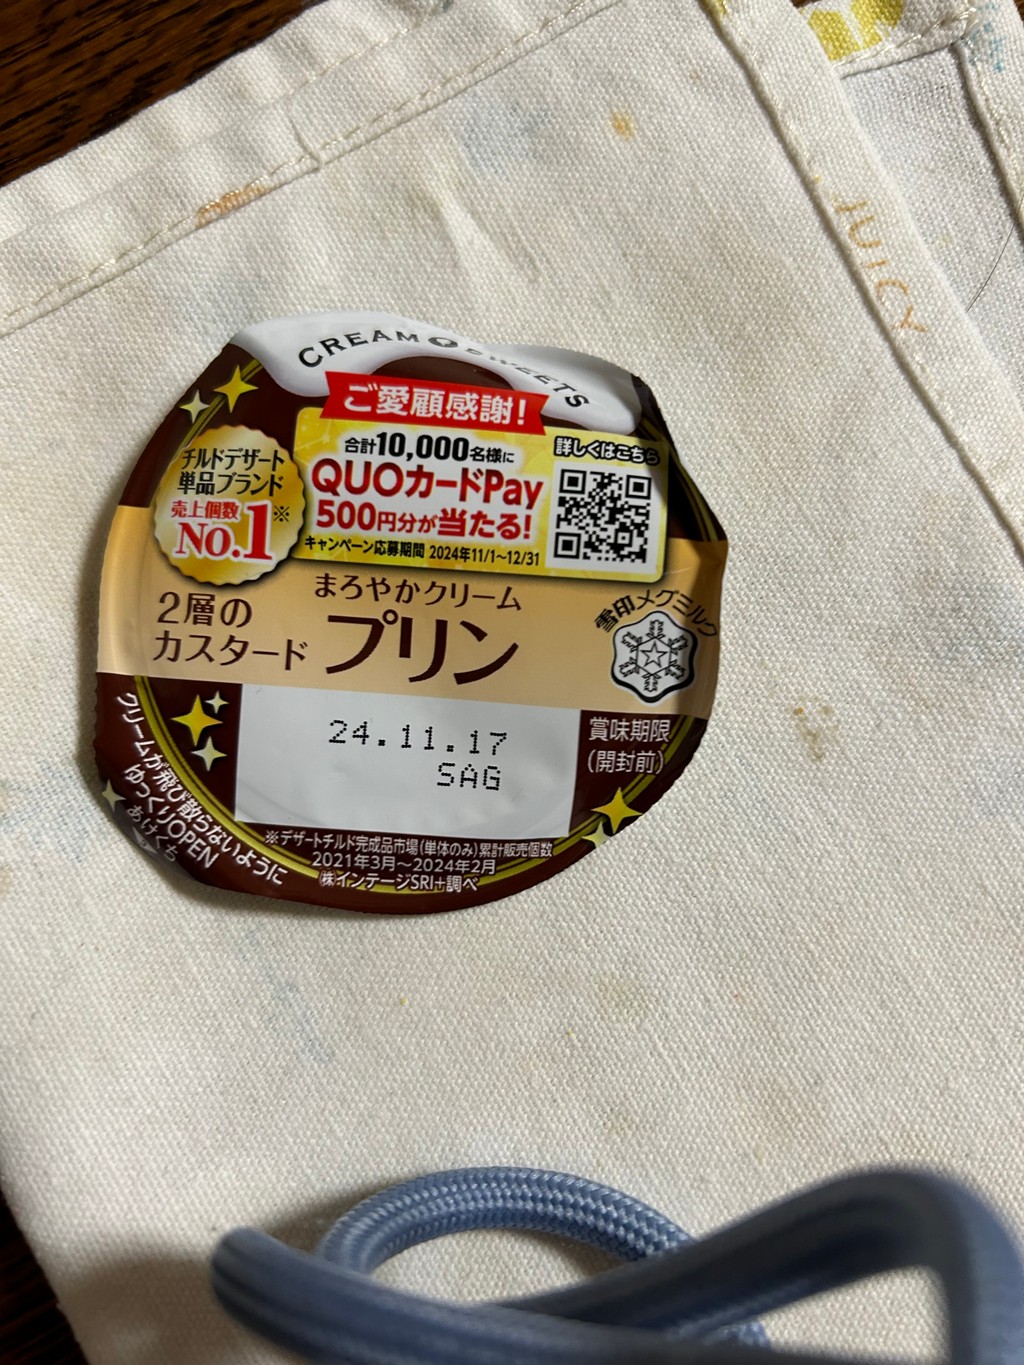 CREAM SWEETS
ご愛顧感謝!
合計10,000名様に
QUOカードPay
500円分が当たる!
キャンペーン応募期間 2024年11/1~12/31
詳しくはこちら
チルドデザート
単品ブランド
売上個数
No.1※
まろやかクリーム
プリン
2層の
カスタード
雪印メグミルク
24.11.17
SAG
賞味期限
(開封前)
クリームが飛び散らないように
ゆっくりOPEN
あけくち
※デザートチルド完成品市場(単体のみ)累計販売個数
2021年3月~2024年2月
㈱インテージSRI+調べ
JUICY